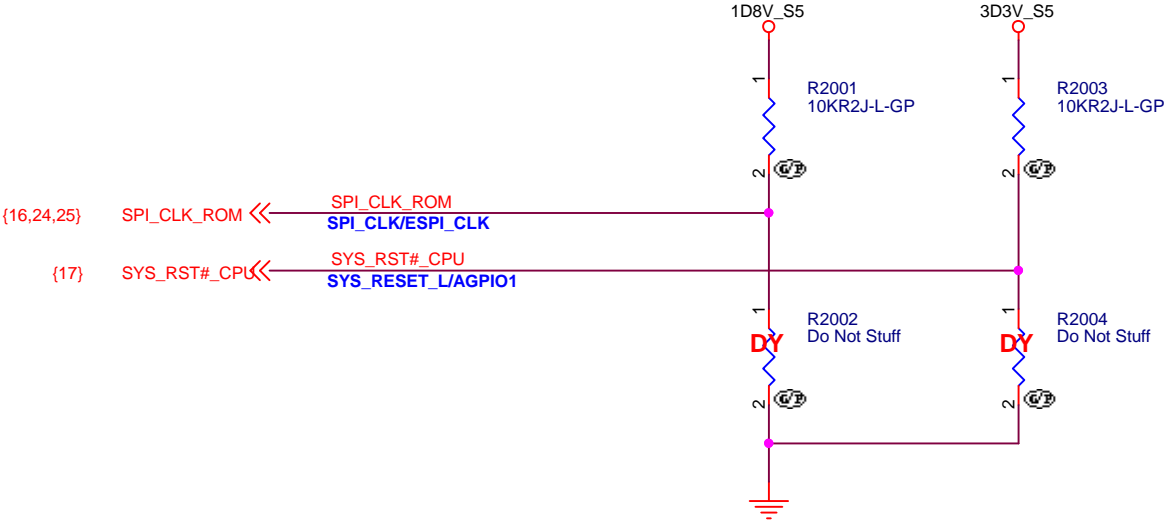 1D8V_S5
3D3V_S5
1
R2001
10KR2J-L-GP
1
R2003
10KR2J-L-GP
2
G/P
2
G/P
{16,24,25}
SPI_CLK_ROM
SPI_CLK_ROM
SPI_CLK/ESPI_CLK
{17}
SYS_RST#_CPU
SYS_RST#_CPU
SYS_RESET_L/AGPIO1
1
R2002
Do Not Stuff
DY
1
R2004
Do Not Stuff
DY
2
G/P
2
G/P